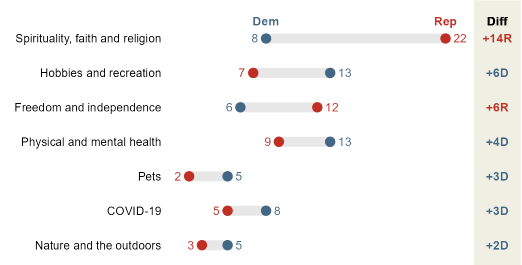 Dem Rep Diff
Spirituality, faith and religion 8 22 +14R
Hobbies and recreation 7 13 +6D
Freedom and independence 6 12 +6R
Physical and mental health 9 13 +4D
Pets 2 5 +3D
COVID-19 5 8 +3D
Nature and the outdoors 3 5 +2D